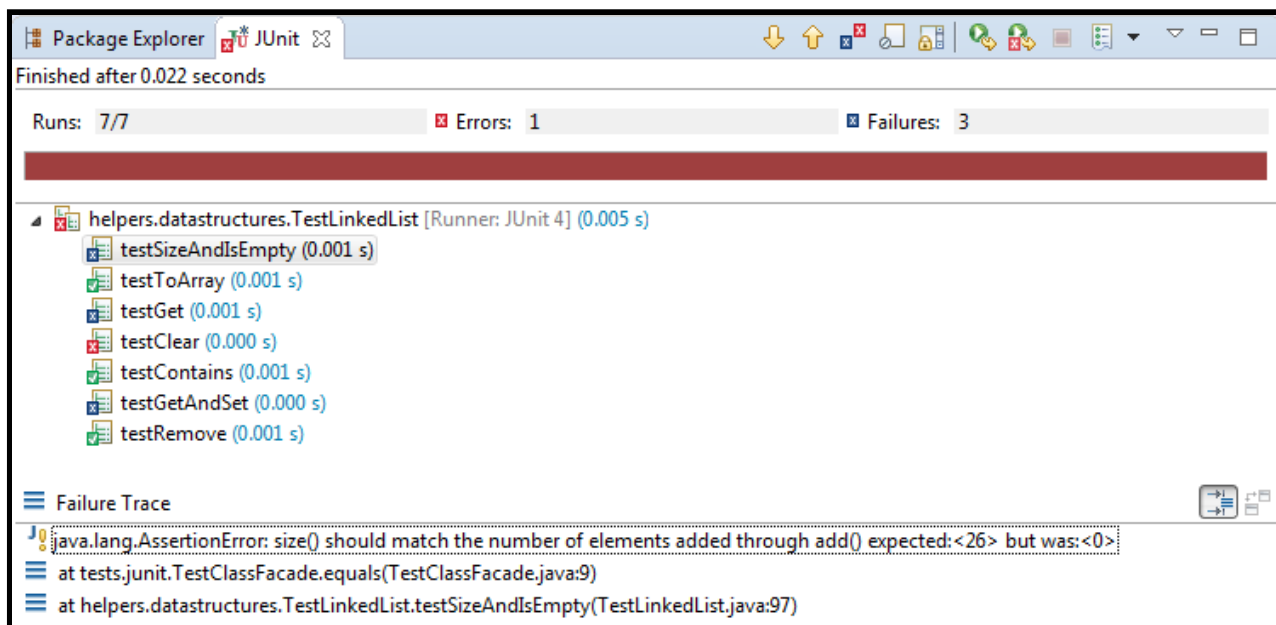 Package Explorer JUnit
Finished after 0.022 seconds
Runs: 7/7 Errors: 1 Failures: 3
helpers.datastructures.TestLinkedList [Runner: JUnit 4] (0.005 s)
testSizeAndIsEmpty (0.001 s)
testToArray (0.001 s)
testGet (0.001 s)
testClear (0.000 s)
testContains (0.001 s)
testGetAndSet (0.000 s)
testRemove (0.001 s)
Failure Trace
java.lang.AssertionError: size() should match the number of elements added through add() expected:<26> but was:<0>
at tests.junit.TestClassFacade.equals(TestClassFacade.java:9)
at helpers.datastructures.TestLinkedList.testSizeAndIsEmpty(TestLinkedList.java:97)